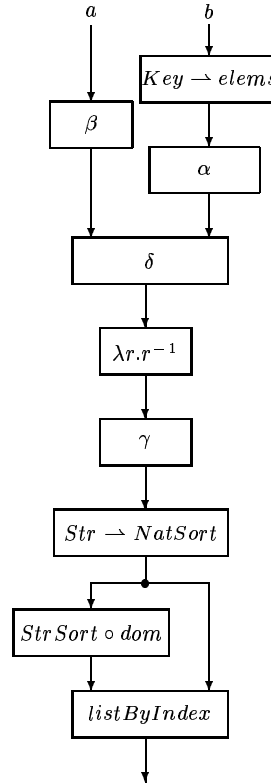 a b
Key ⇀ elems
β
α
δ
λr.r⁻¹
γ
Str ⇀ NatSort
StrSort ∘ dom
listByIndex